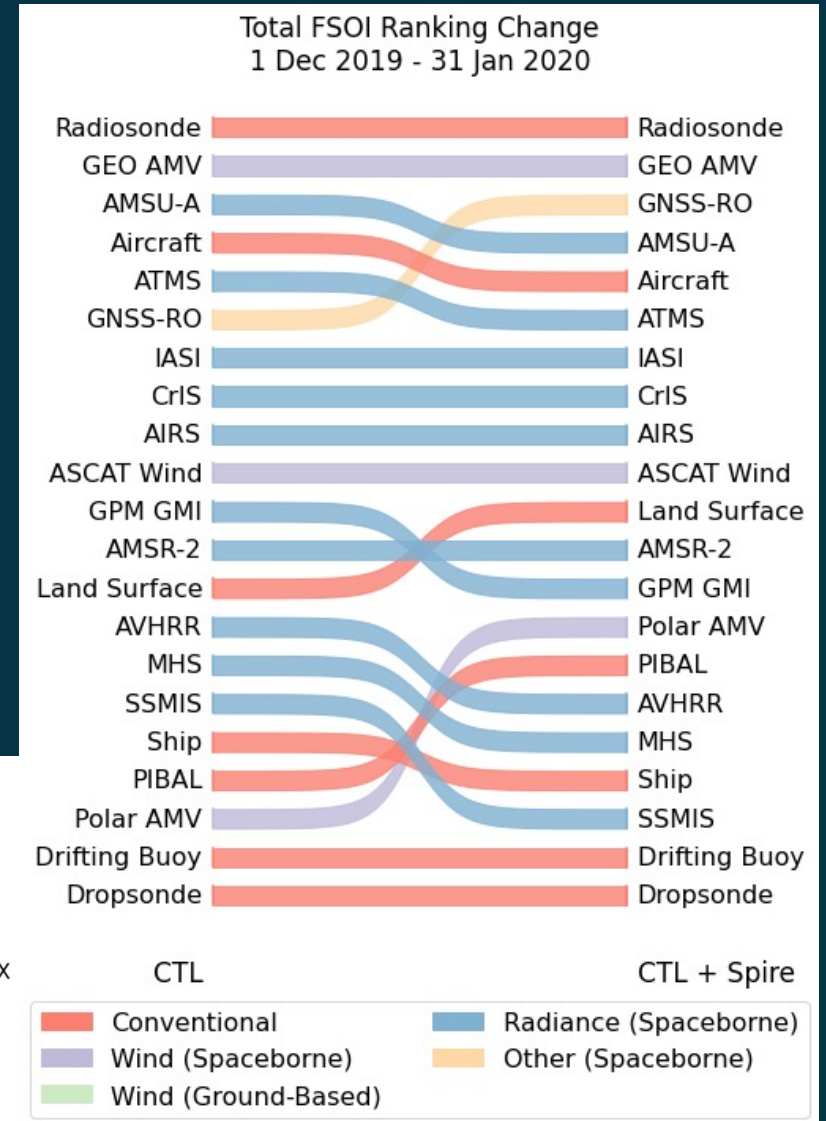 Total FSOI Ranking Change
1 Dec 2019 - 31 Jan 2020
Radiosonde Radiosonde
GEO AMV GEO AMV
AMSU-A GNSS-RO
Aircraft AMSU-A
ATMS Aircraft
GNSS-RO ATMS
IASI IASI
CrIS CrIS
AIRS AIRS
ASCAT Wind ASCAT Wind
GPM GMI Land Surface
AMSR-2 AMSR-2
Land Surface GPM GMI
AVHRR Polar AMV
MHS PIBAL
SSMIS AVHRR
Ship MHS
PIBAL Ship
Polar AMV SSMIS
Drifting Buoy Drifting Buoy
Dropsonde Dropsonde
x CTL CTL + Spire
Conventional Radiance (Spaceborne)
Wind (Spaceborne) Other (Spaceborne)
Wind (Ground-Based)